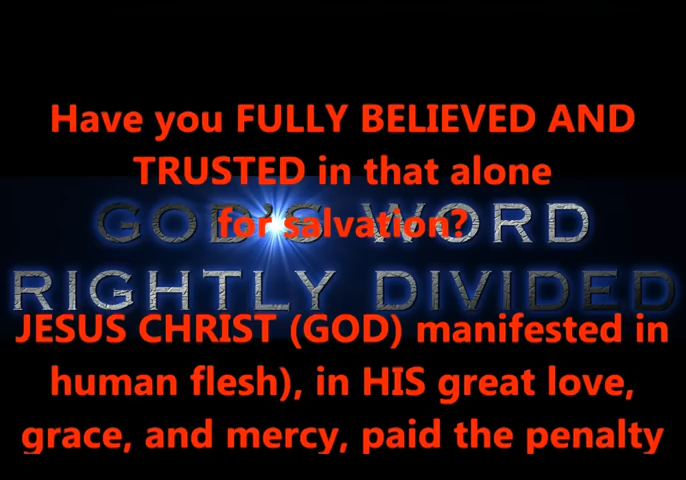 Have you FULLY BELIEVED AND
TRUSTED in that alone
for salvation?
GOD'S WORD
RIGHTLY DIVIDED
JESUS CHRIST (GOD) manifested in
human flesh), in HIS great love,
grace, and mercy, paid the penalty